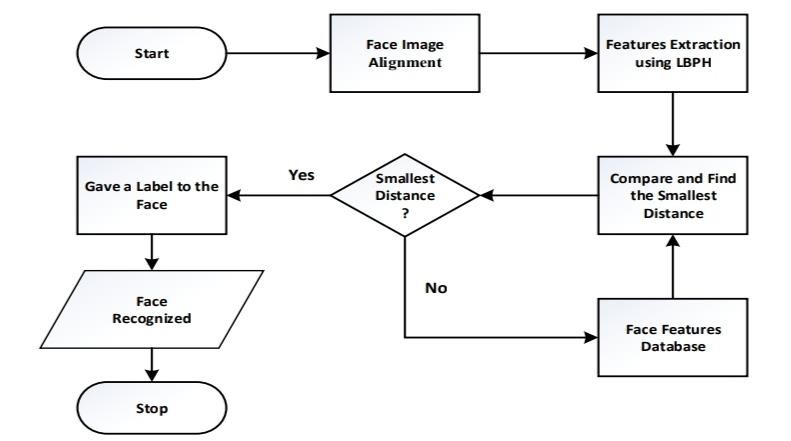 Start
Face Image
Alignment
Features Extraction
using LBPH
Gave a Label to the
Face
Yes
Smallest
Distance
?
Compare and Find
the Smallest
Distance
No
Face
Recognized
Face Features
Database
Stop